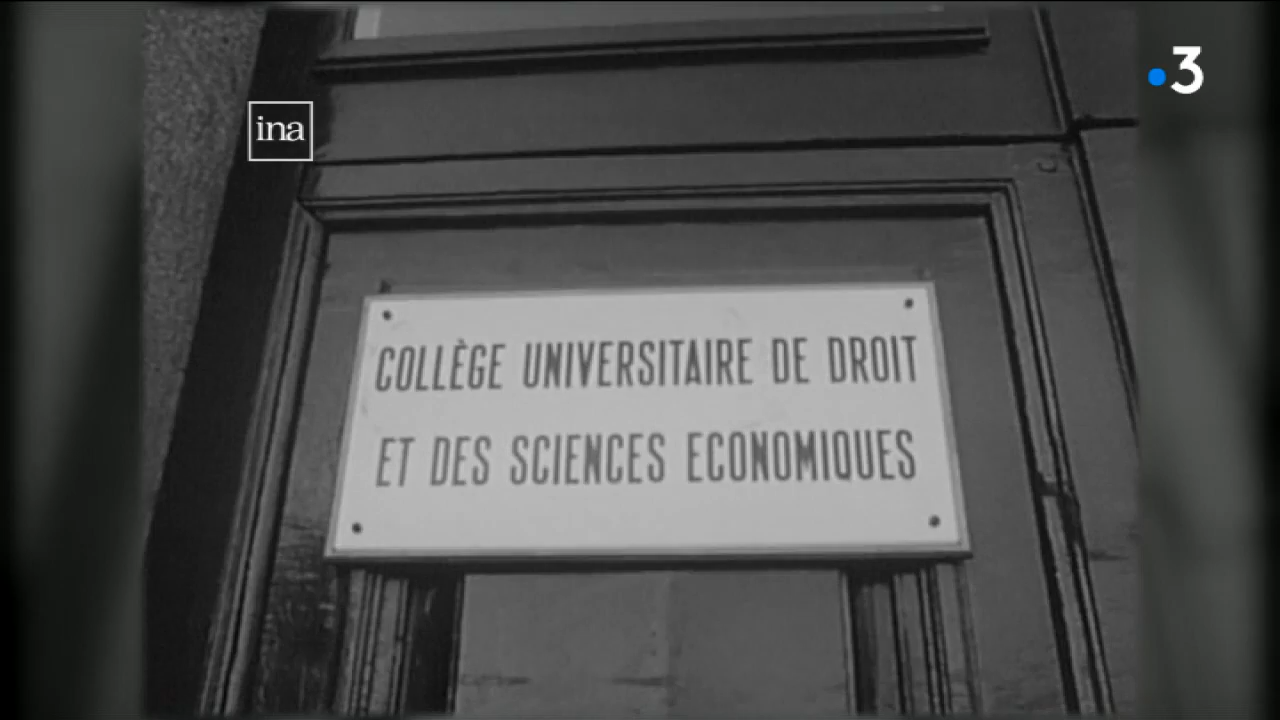 ina
3
COLLÈGE UNIVERSITAIRE DE DROIT
ET DES SCIENCES ECONOMIQUES